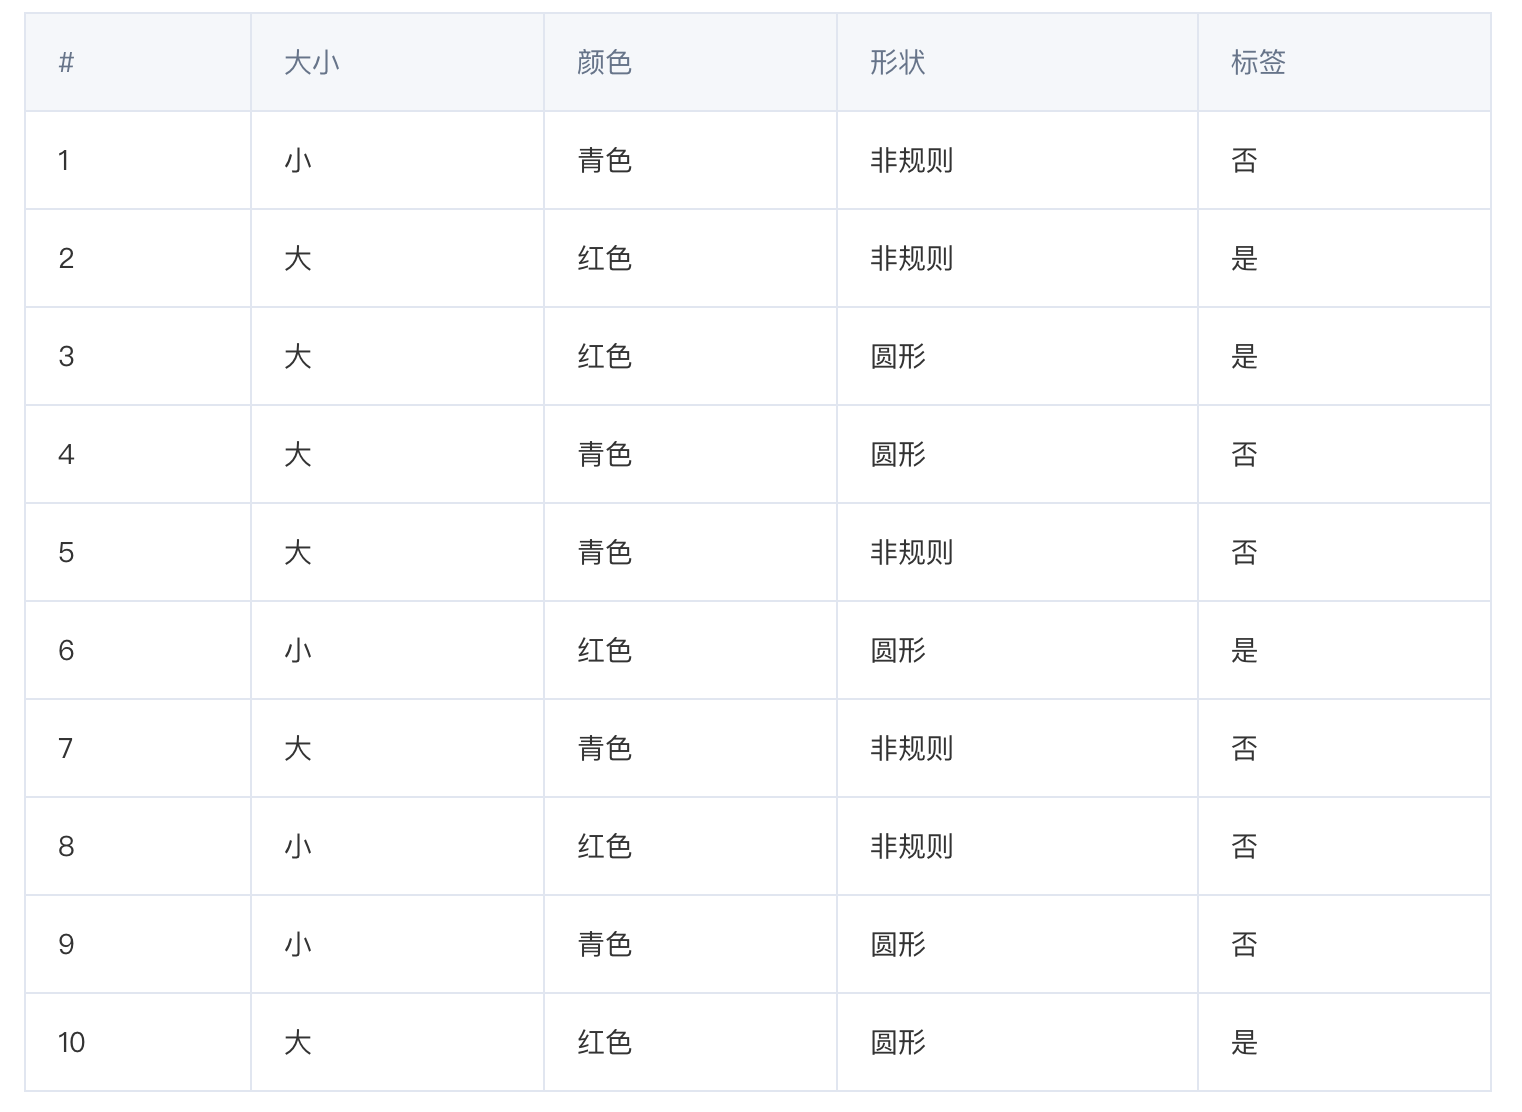 # 大小 颜色 形状 标签
1 小 青色 非规则 否
2 大 红色 非规则 是
3 大 红色 圆形 是
4 大 青色 圆形 否
5 大 青色 非规则 否
6 小 红色 圆形 是
7 大 青色 非规则 否
8 小 红色 非规则 否
9 小 青色 圆形 否
10 大 红色 圆形 是